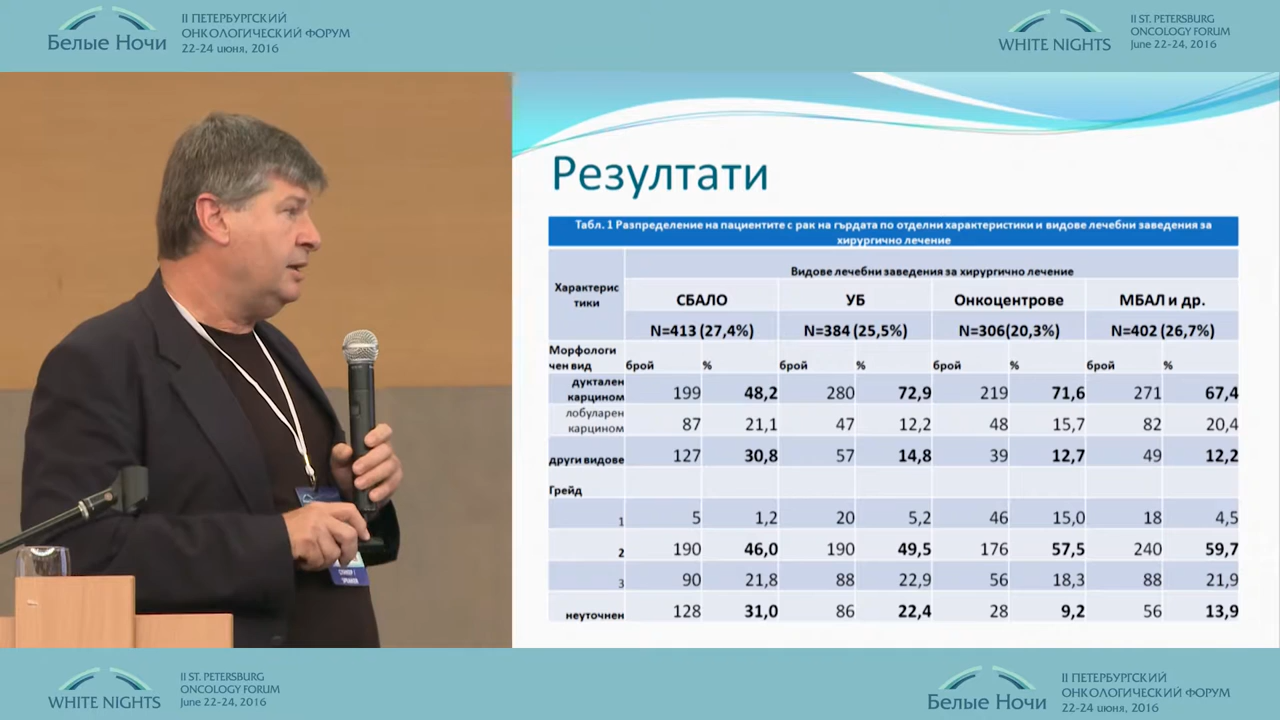 Белые Ночи
II ПЕТЕРБУРГСКИЙ
ОНКОЛОГИЧЕСКИЙ ФОРУМ
22-24 июня, 2016
WHITE NIGHTS
II ST. PETERSBURG
ONCOLOGY FORUM
June 22-24, 2016
Резултати
Табл. 1 Разпределение на пациентите с рак на гърдата по отделни характеристики и видове лечебни заведения за
хирургично лечение
Характерис
тики
Видове лечебни заведения за хирургично лечение
СБАЛО УБ Онкоцентрове МБАЛ и др.
N=413 (27,4%) N=384 (25,5%) N=306(20,3%) N=402 (26,7%)
Морфологи
чен вид брой % брой % брой % брой %
дуктален
карцином 199 48,2 280 72,9 219 71,6 271 67,4
лобуларен
карцином 87 21,1 47 12,2 48 15,7 82 20,4
други видове 127 30,8 57 14,8 39 12,7 49 12,2
Грейд
1 5 1,2 20 5,2 46 15,0 18 4,5
2 190 46,0 190 49,5 176 57,5 240 59,7
3 90 21,8 88 22,9 56 18,3 88 21,9
неуточнен 128 31,0 86 22,4 28 9,2 56 13,9
WHITE NIGHTS
II ST. PETERSBURG
ONCOLOGY FORUM
June 22-24, 2016
Белые Ночи
II ПЕТЕРБУРГСКИЙ
ОНКОЛОГИЧЕСКИЙ ФОРУМ
22-24 июня, 2016